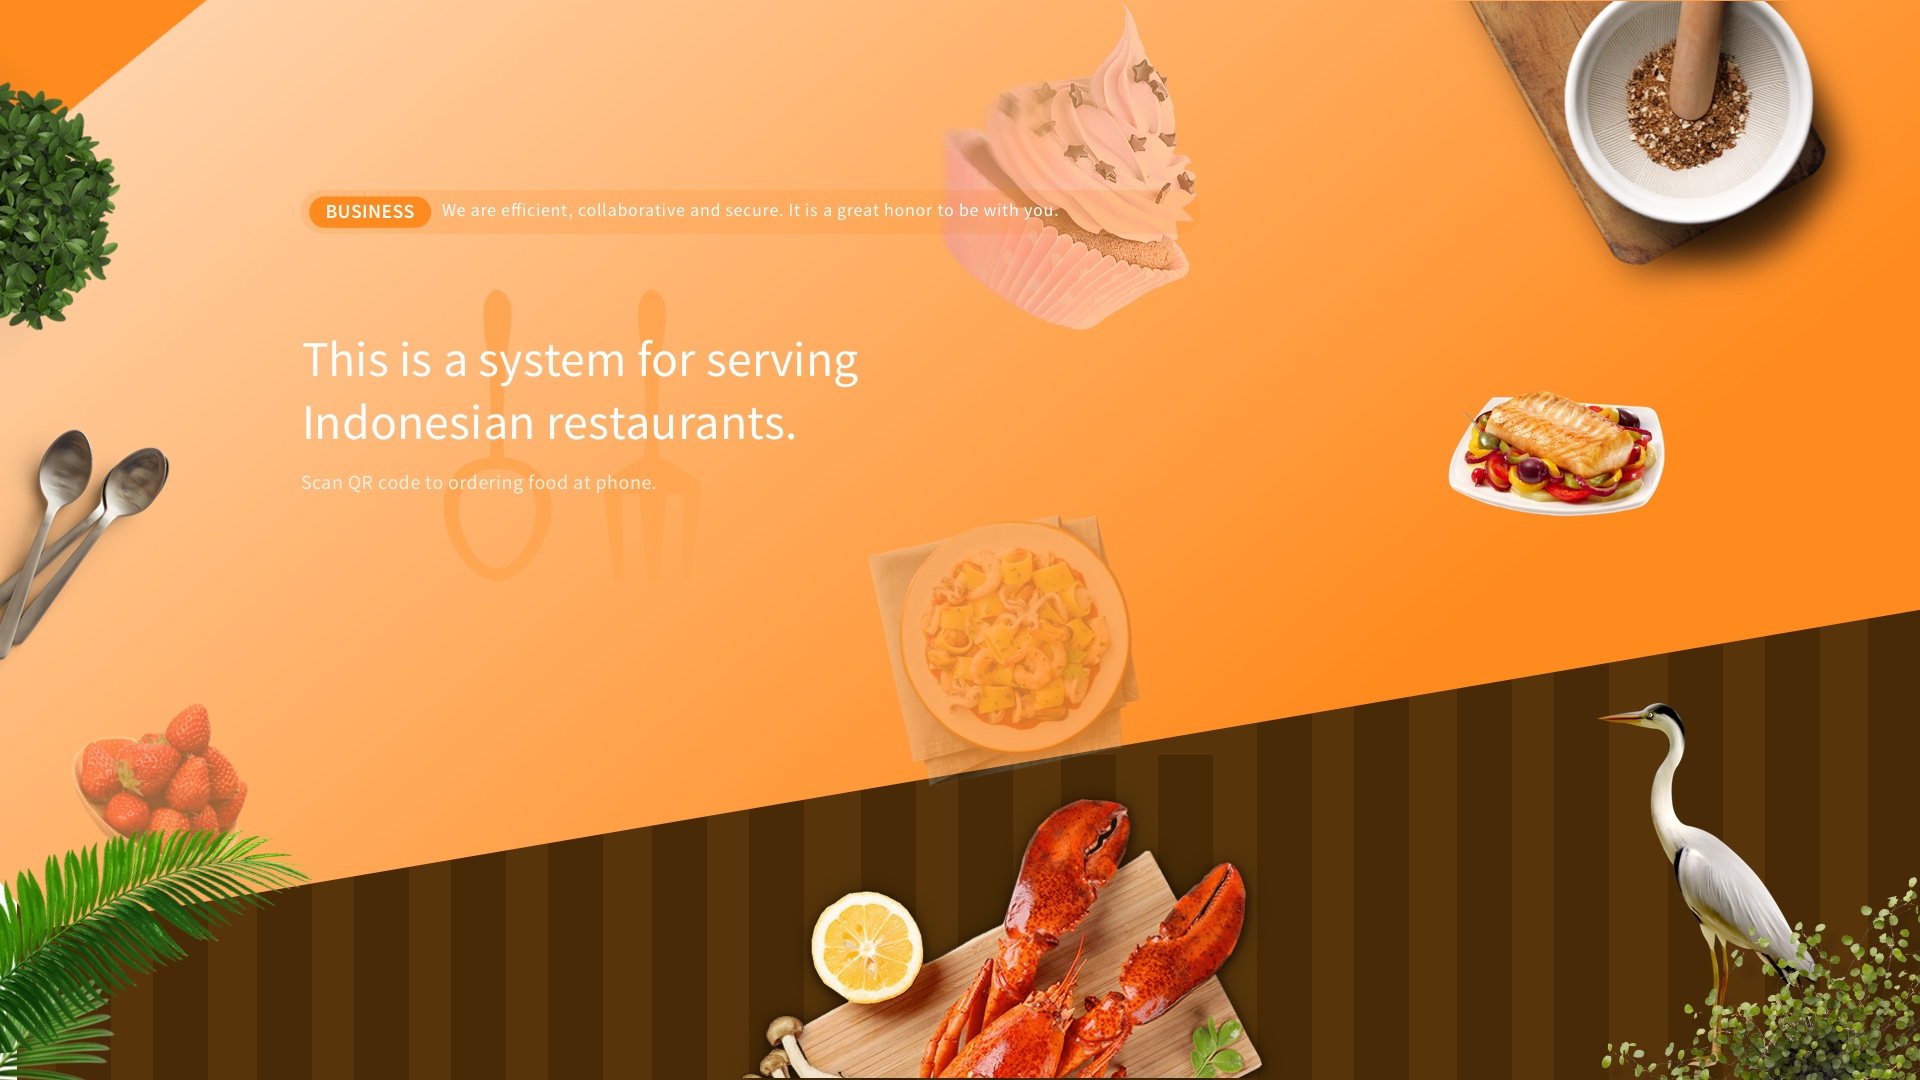 BUSINESS We are efficient, collaborative and secure. It is a great honor to be with you.
This is a system for serving
Indonesian restaurants.
Scan QR code to ordering food at phone.